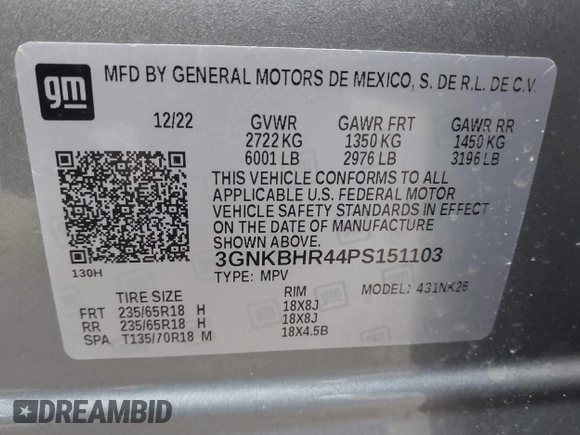 gm
MFD BY GENERAL MOTORS DE MEXICO, S. DE R.L. DE C.V.
12/22 GVWR GAWR FRT GAWR RR
2722 KG 1350 KG 1450 KG
6001 LB 2976 LB 3196 LB
THIS VEHICLE CONFORMS TO ALL
APPLICABLE U.S. FEDERAL MOTOR
VEHICLE SAFETY STANDARDS IN EFFECT
ON THE DATE OF MANUFACTURE
SHOWN ABOVE.
3GNKBHR44PS151103
130H TYPE: MPV MODEL: 431NK26
TIRE SIZE RIM
FRT 235/65R18 H 18X8J
RR 235/65R18 H 18X8J
SPA T135/70R18 M 18X4.5B
DREAMBID